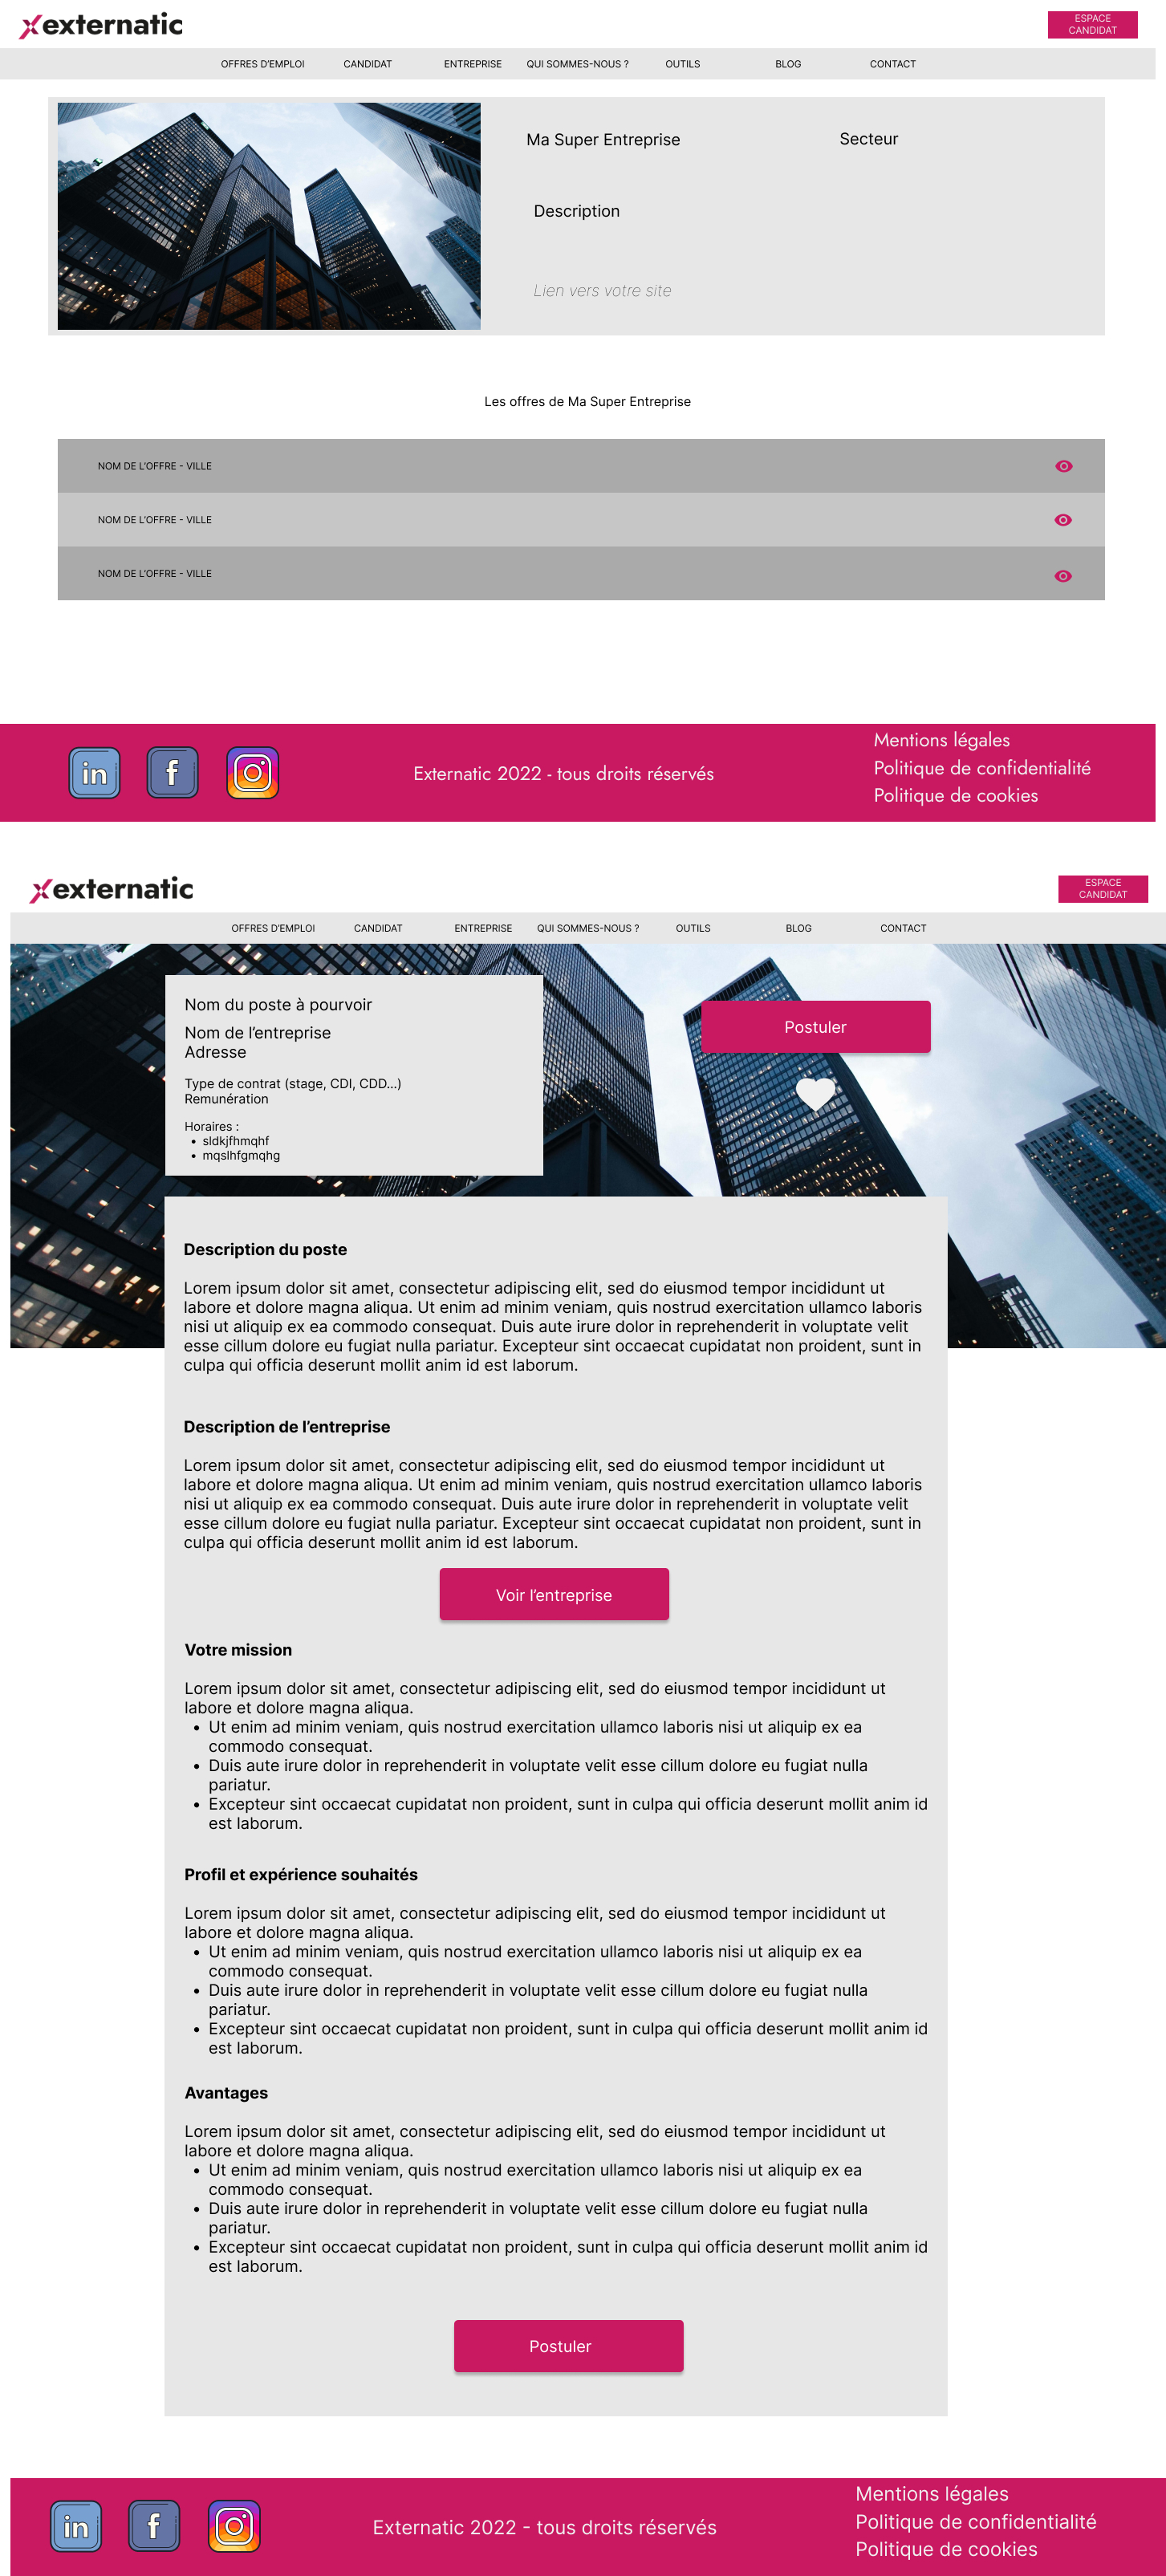 externatic
ESPACE
CANDIDAT
OFFRES D'EMPLOI
CANDIDAT
ENTREPRISE
QUI SOMMES-NOUS ?
OUTILS
BLOG
CONTACT
Ma Super Entreprise
Secteur
Description
Lien vers votre site
Les offres de Ma Super Entreprise
NOM DE L'OFFRE - VILLE
NOM DE L'OFFRE - VILLE
NOM DE L'OFFRE - VILLE
in
f
Externatic 2022 - tous droits réservés
Mentions légales
Politique de confidentialité
Politique de cookies
externatic
ESPACE
CANDIDAT
OFFRES D'EMPLOI
CANDIDAT
ENTREPRISE
QUI SOMMES-NOUS ?
OUTILS
BLOG
CONTACT
Nom du poste à pourvoir
Nom de l'entreprise
Adresse
Type de contrat (stage, CDI, CDD...)
Remunération
Horaires :
• sldkjfhmqhf
• mqslhfgmqhg
Postuler
Description du poste
Lorem ipsum dolor sit amet, consectetur adipiscing elit, sed do eiusmod tempor incididunt ut
labore et dolore magna aliqua. Ut enim ad minim veniam, quis nostrud exercitation ullamco laboris
nisi ut aliquip ex ea commodo consequat. Duis aute irure dolor in reprehenderit in voluptate velit
esse cillum dolore eu fugiat nulla pariatur. Excepteur sint occaecat cupidatat non proident, sunt in
culpa qui officia deserunt mollit anim id est laborum.
Description de l'entreprise
Lorem ipsum dolor sit amet, consectetur adipiscing elit, sed do eiusmod tempor incididunt ut
labore et dolore magna aliqua. Ut enim ad minim veniam, quis nostrud exercitation ullamco laboris
nisi ut aliquip ex ea commodo consequat. Duis aute irure dolor in reprehenderit in voluptate velit
esse cillum dolore eu fugiat nulla pariatur. Excepteur sint occaecat cupidatat non proident, sunt in
culpa qui officia deserunt mollit anim id est laborum.
Voir l'entreprise
Votre mission
Lorem ipsum dolor sit amet, consectetur adipiscing elit, sed do eiusmod tempor incididunt ut
labore et dolore magna aliqua.
• Ut enim ad minim veniam, quis nostrud exercitation ullamco laboris nisi ut aliquip ex ea
commodo consequat.
• Duis aute irure dolor in reprehenderit in voluptate velit esse cillum dolore eu fugiat nulla
pariatur.
• Excepteur sint occaecat cupidatat non proident, sunt in culpa qui officia deserunt mollit anim id
est laborum.
Profil et expérience souhaités
Lorem ipsum dolor sit amet, consectetur adipiscing elit, sed do eiusmod tempor incididunt ut
labore et dolore magna aliqua.
• Ut enim ad minim veniam, quis nostrud exercitation ullamco laboris nisi ut aliquip ex ea
commodo consequat.
• Duis aute irure dolor in reprehenderit in voluptate velit esse cillum dolore eu fugiat nulla
pariatur.
• Excepteur sint occaecat cupidatat non proident, sunt in culpa qui officia deserunt mollit anim id
est laborum.
Avantages
Lorem ipsum dolor sit amet, consectetur adipiscing elit, sed do eiusmod tempor incididunt ut
labore et dolore magna aliqua.
• Ut enim ad minim veniam, quis nostrud exercitation ullamco laboris nisi ut aliquip ex ea
commodo consequat.
• Duis aute irure dolor in reprehenderit in voluptate velit esse cillum dolore eu fugiat nulla
pariatur.
• Excepteur sint occaecat cupidatat non proident, sunt in culpa qui officia deserunt mollit anim id
est laborum.
Postuler
in
f
Externatic 2022 - tous droits réservés
Mentions légales
Politique de confidentialité
Politique de cookies